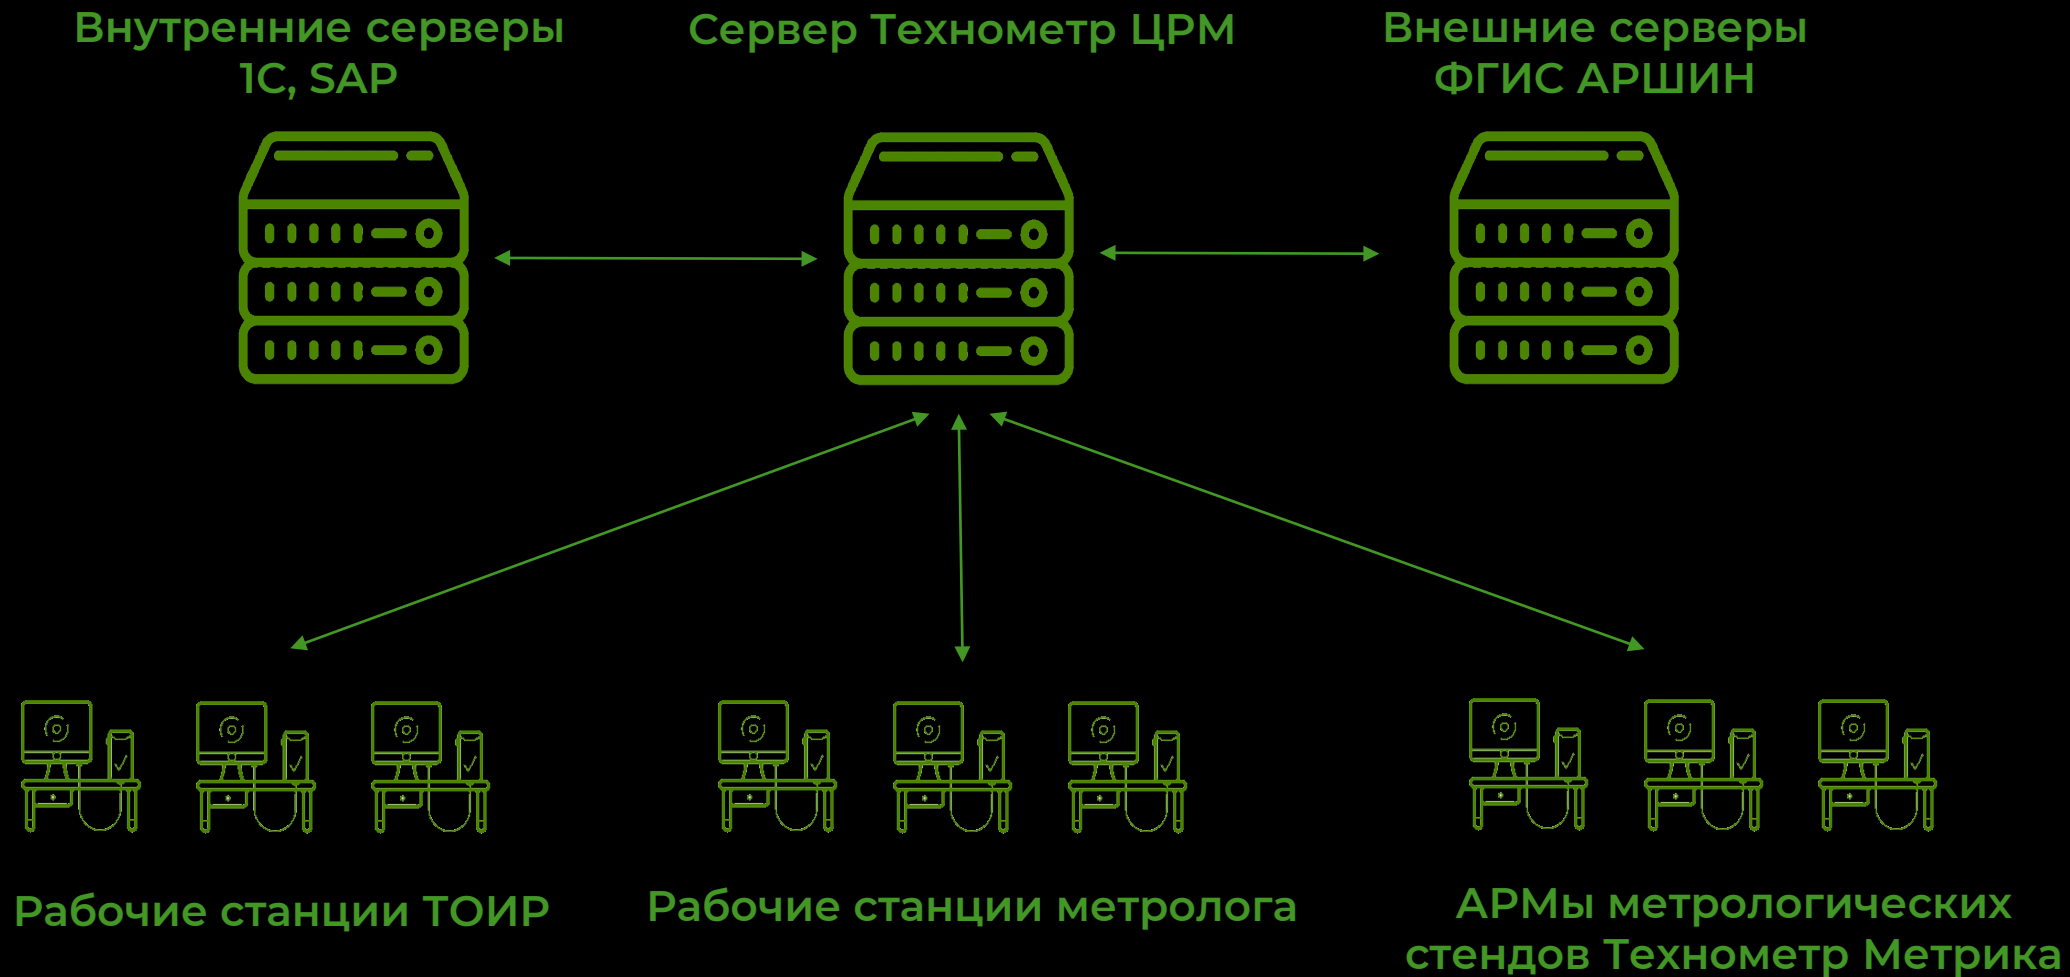 Внутренние серверы
1С, SAP
Сервер Технометр ЦРМ
Внешние серверы
ФГИС АРШИН
Рабочие станции ТОИР
Рабочие станции метролога
АРМы метрологических
стендов Технометр Метрика